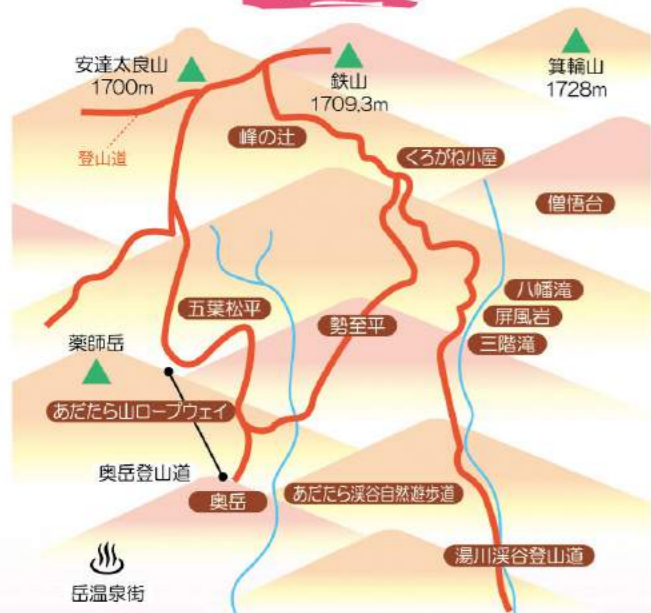 安達太良山
1700m
鉄山
1709.3m
箕輪山
1728m
登山道
峰の辻
くろがね小屋
僧悟台
八幡滝
屏風岩
三階滝
五葉松平
勢至平
薬師岳
あだたら山ロープウェイ
奥岳登山道
奥岳
あだたら渓谷自然遊歩道
湯川渓谷登山道
岳温泉街